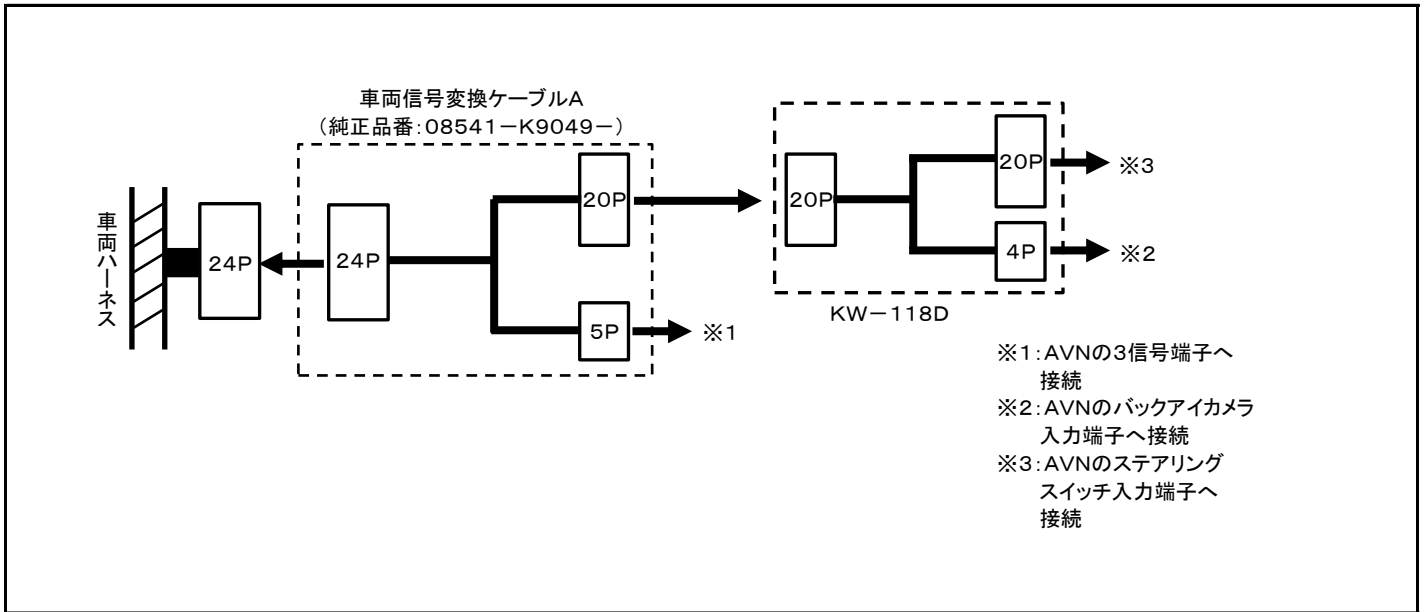 車両信号変換ケーブルA
（純正品番：08541－K9049－）
車両ハーネス
24P
24P
20P
5P
※1
20P
20P
※3
4P
※2
KW－118D
※1：AVNの3信号端子へ
接続
※2：AVNのバックアイカメラ
入力端子へ接続
※3：AVNのステアリング
スイッチ入力端子へ
接続